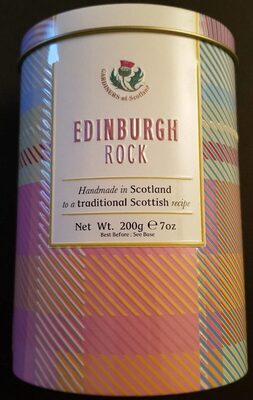 GARDINERS of Scotland
EDINBURGH
ROCK
Handmade in Scotland
to a traditional Scottish recipe
Net Wt. 200g ℮ 7oz
Best Before : See Base